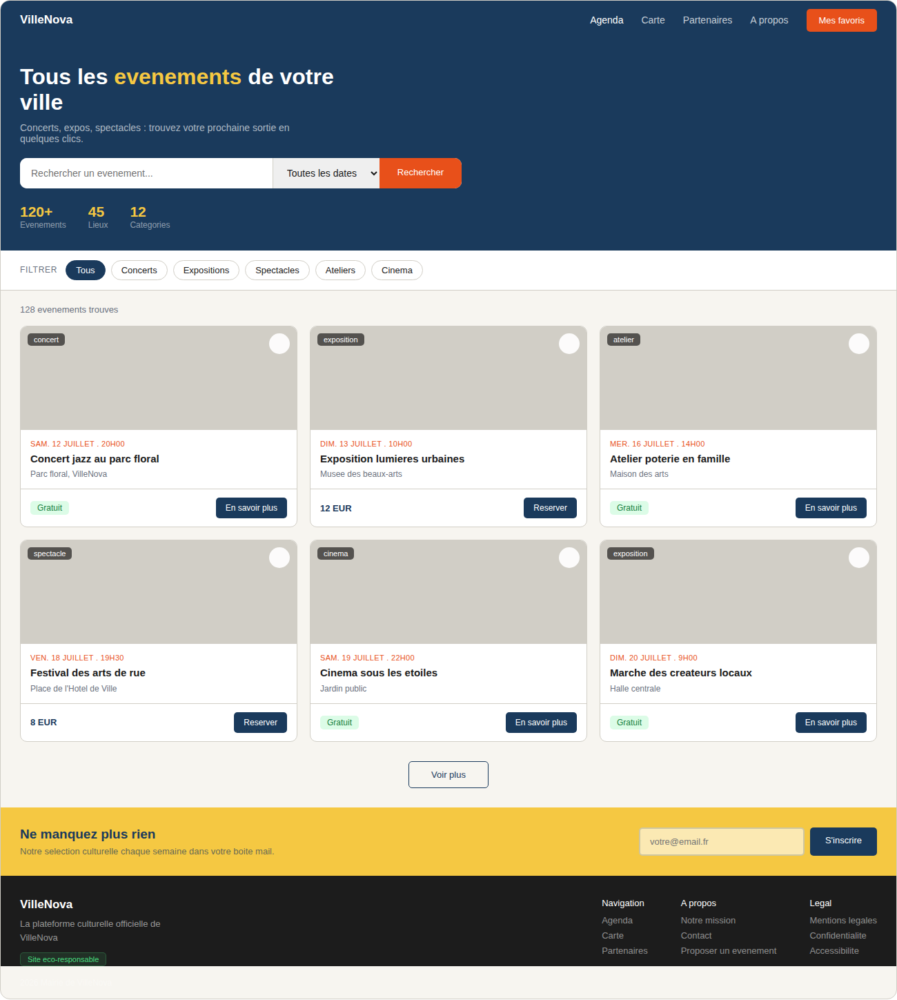 VilleNova
Agenda
Carte
Partenaires
A propos
Mes favoris
Tous les evenements de votre
ville
Concerts, expos, spectacles : trouvez votre prochaine sortie en
quelques clics.
Rechercher un evenement...
Toutes les dates
Rechercher
120+
Evenements
45
Lieux
12
Categories
FILTRER
Tous
Concerts
Expositions
Spectacles
Ateliers
Cinema
128 evenements trouves
concert
SAM. 12 JUILLET . 20H00
Concert jazz au parc floral
Parc floral, VilleNova
Gratuit
En savoir plus
exposition
DIM. 13 JUILLET . 10H00
Exposition lumieres urbaines
Musee des beaux-arts
12 EUR
Reserver
atelier
MER. 16 JUILLET . 14H00
Atelier poterie en famille
Maison des arts
Gratuit
En savoir plus
spectacle
VEN. 18 JUILLET . 19H30
Festival des arts de rue
Place de l'Hotel de Ville
8 EUR
Reserver
cinema
SAM. 19 JUILLET . 22H00
Cinema sous les etoiles
Jardin public
Gratuit
En savoir plus
exposition
DIM. 20 JUILLET . 9H00
Marche des createurs locaux
Halle centrale
Gratuit
En savoir plus
Voir plus
Ne manquez plus rien
Notre selection culturelle chaque semaine dans votre boite mail.
votre@email.fr
S'inscrire
VilleNova
La plateforme culturelle officielle de
VilleNova
Site eco-responsable
Navigation
Agenda
Carte
Partenaires
A propos
Notre mission
Contact
Proposer un evenement
Legal
Mentions legales
Confidentialite
Accessibilite